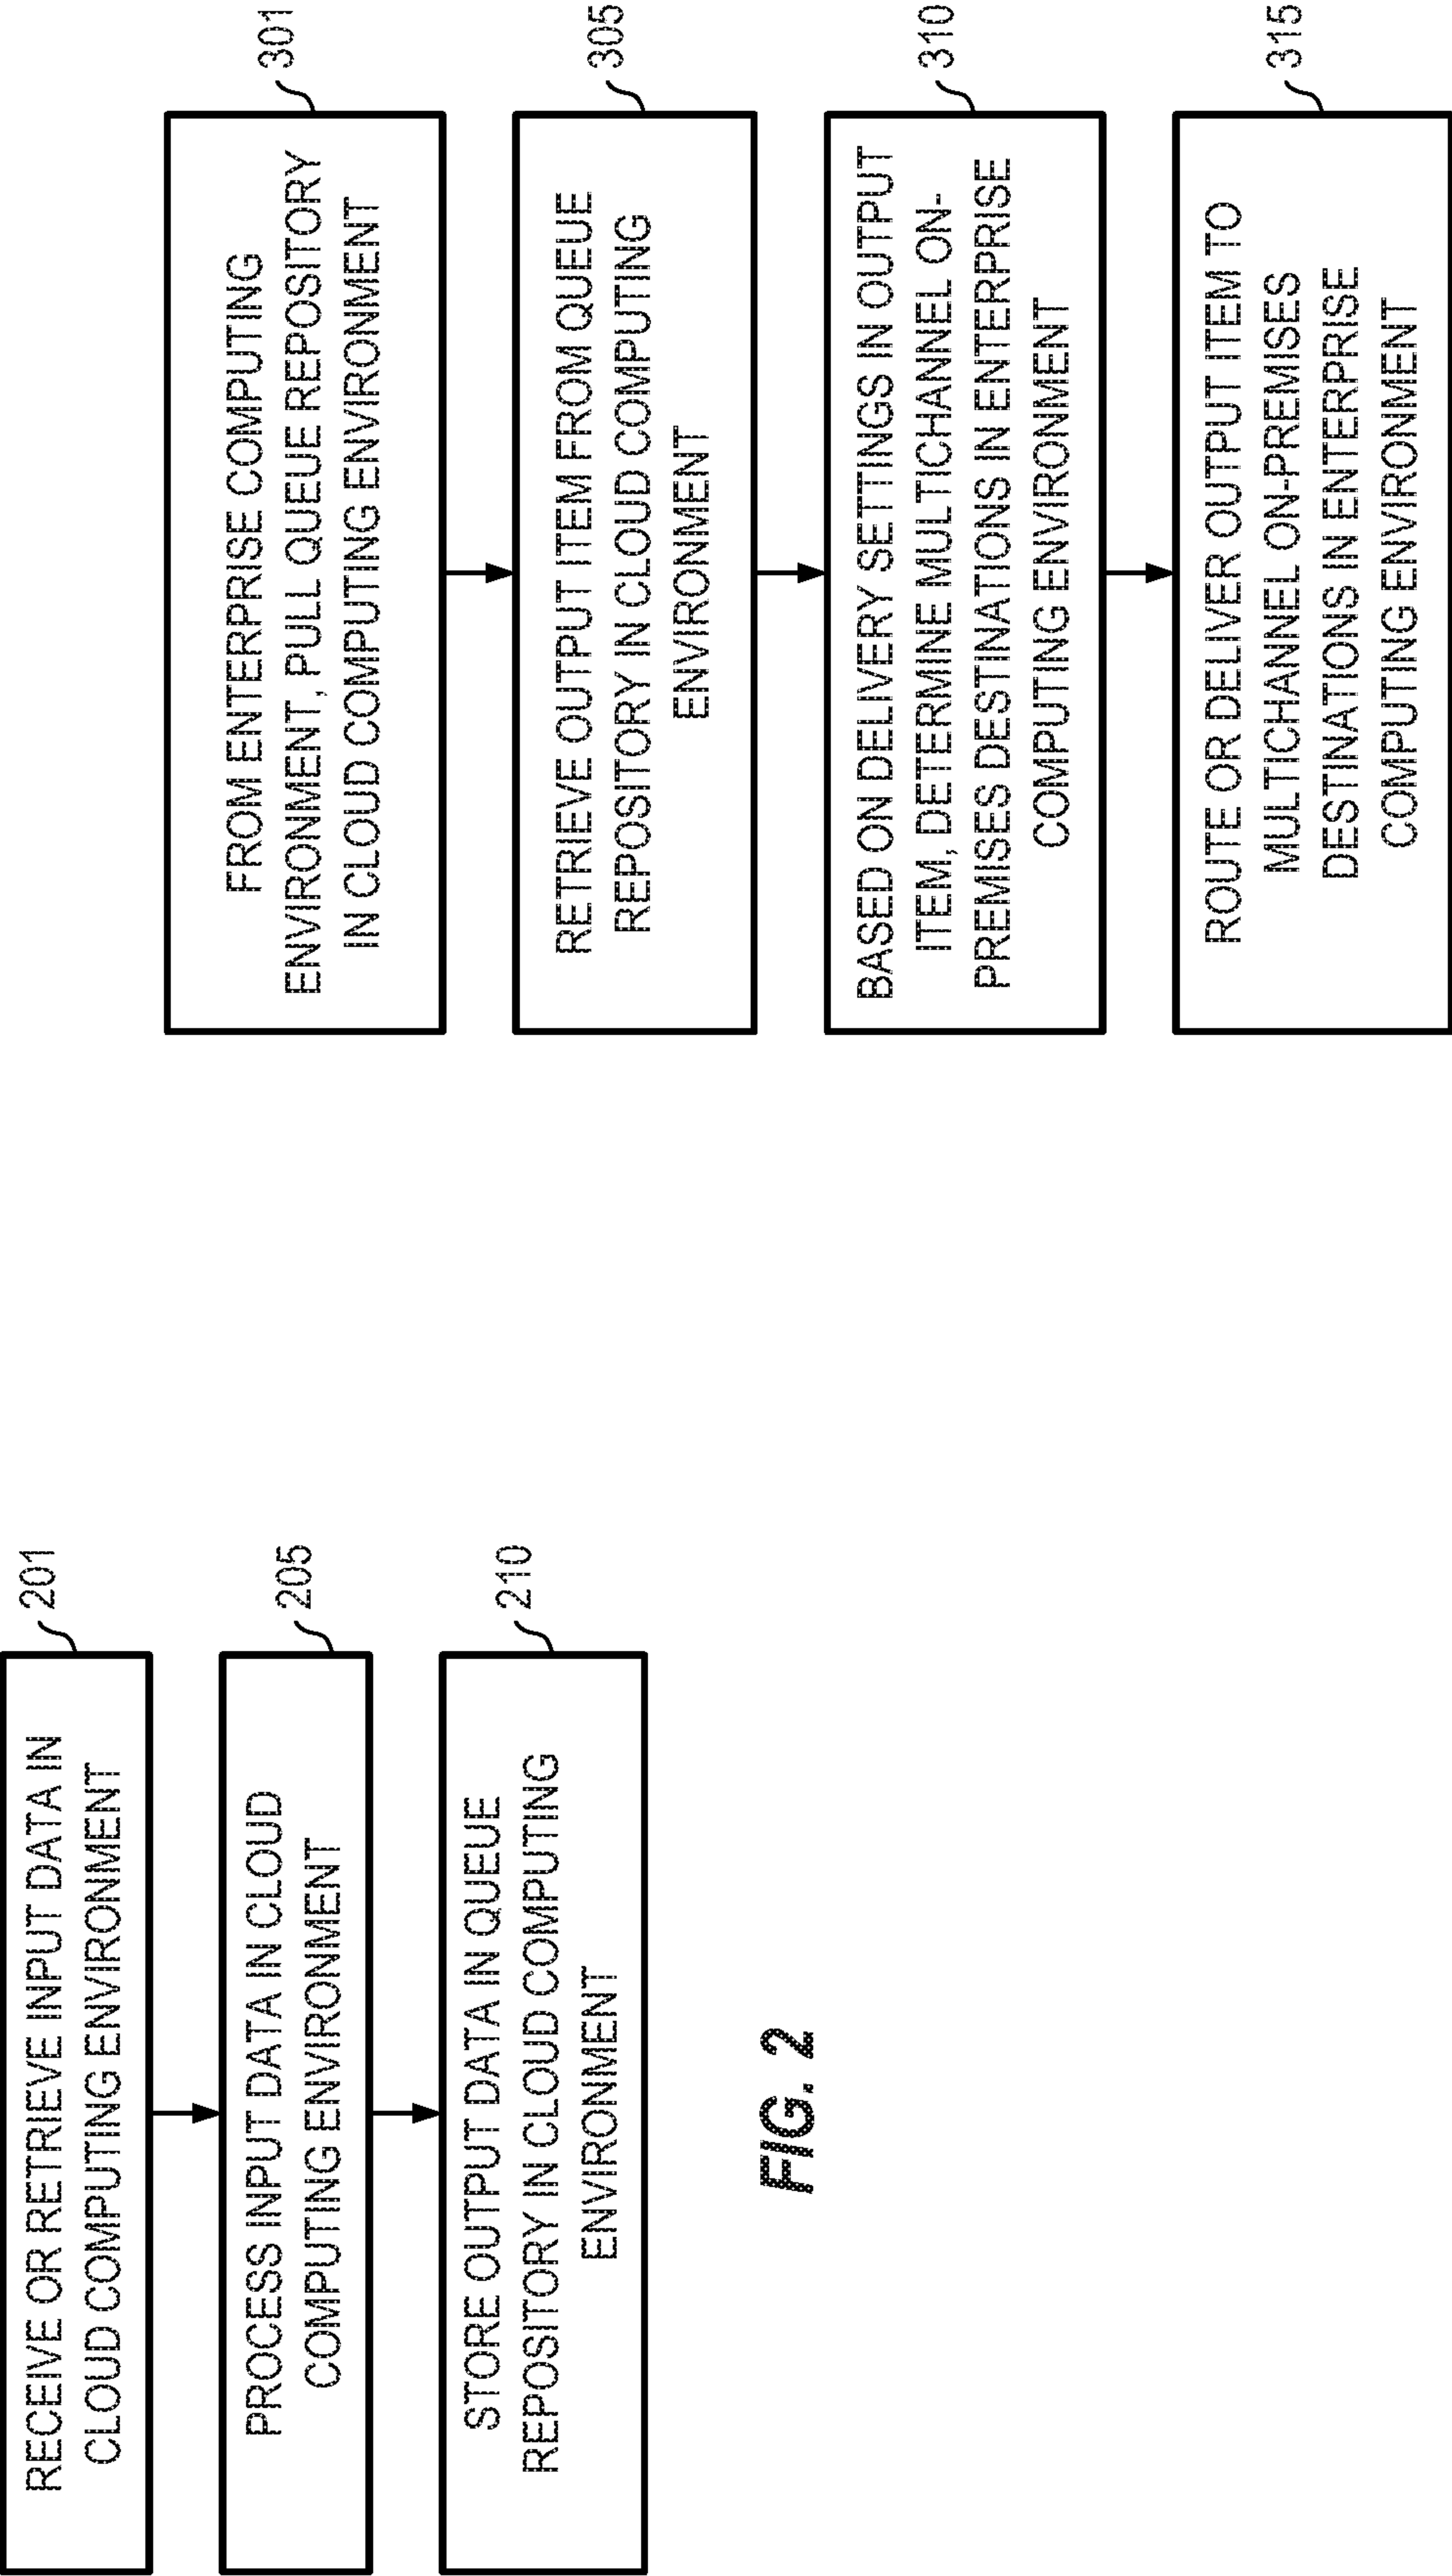 201
RECEIVE OR RETRIEVE INPUT DATA IN
CLOUD COMPUTING ENVIRONMENT
205
PROCESS INPUT DATA IN CLOUD
COMPUTING ENVIRONMENT
210
STORE OUTPUT DATA IN QUEUE
REPOSITORY IN CLOUD COMPUTING
ENVIRONMENT
FIG. 2
301
FROM ENTERPRISE COMPUTING
ENVIRONMENT, PULL QUEUE REPOSITORY
IN CLOUD COMPUTING ENVIRONMENT
305
RETRIEVE OUTPUT ITEM FROM QUEUE
REPOSITORY IN CLOUD COMPUTING
ENVIRONMENT
310
BASED ON DELIVERY SETTINGS IN OUTPUT
ITEM, DETERMINE MULTICHANNEL ON-
PREMISES DESTINATIONS IN ENTERPRISE
COMPUTING ENVIRONMENT
315
ROUTE OR DELIVER OUTPUT ITEM TO
MULTICHANNEL ON-PREMISES
DESTINATIONS IN ENTERPRISE
COMPUTING ENVIRONMENT